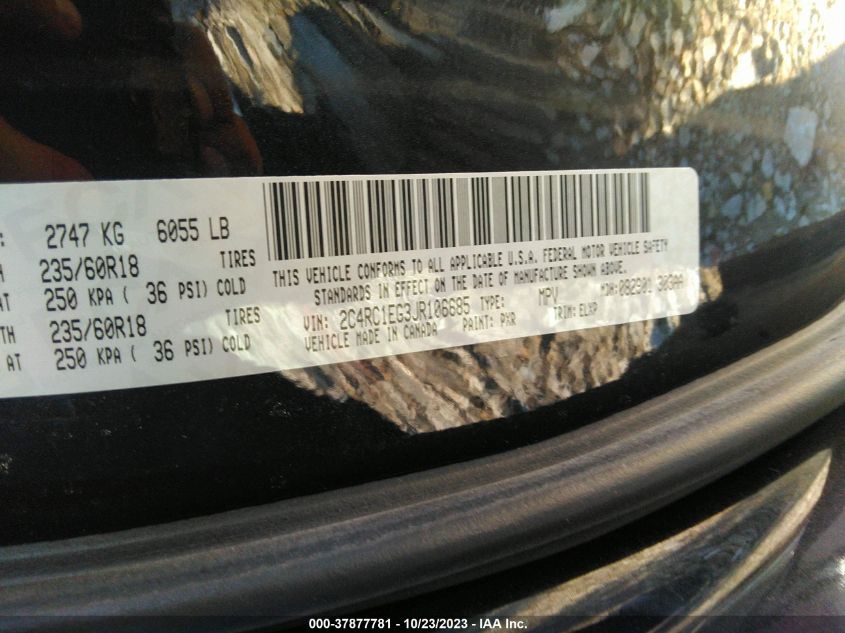 : 2747 KG 6055 LB
H 235/60R18 TIRES
AT 250 KPA ( 36 PSI) COLD
TH 235/60R18 TIRES
AT 250 KPA ( 36 PSI) COLD
THIS VEHICLE CONFORMS TO ALL APPLICABLE U.S.A. FEDERAL MOTOR VEHICLE SAFETY
STANDARDS IN EFFECT ON THE DATE OF MANUFACTURE SHOWN ABOVE.
VIN: 2C4RC1EG3JR106685 TYPE: MPV MDH: 082901 303AA
VEHICLE MADE IN CANADA PAINT: PXR TRIM: ELXP
000-37877781 - 10/23/2023 - IAA Inc.